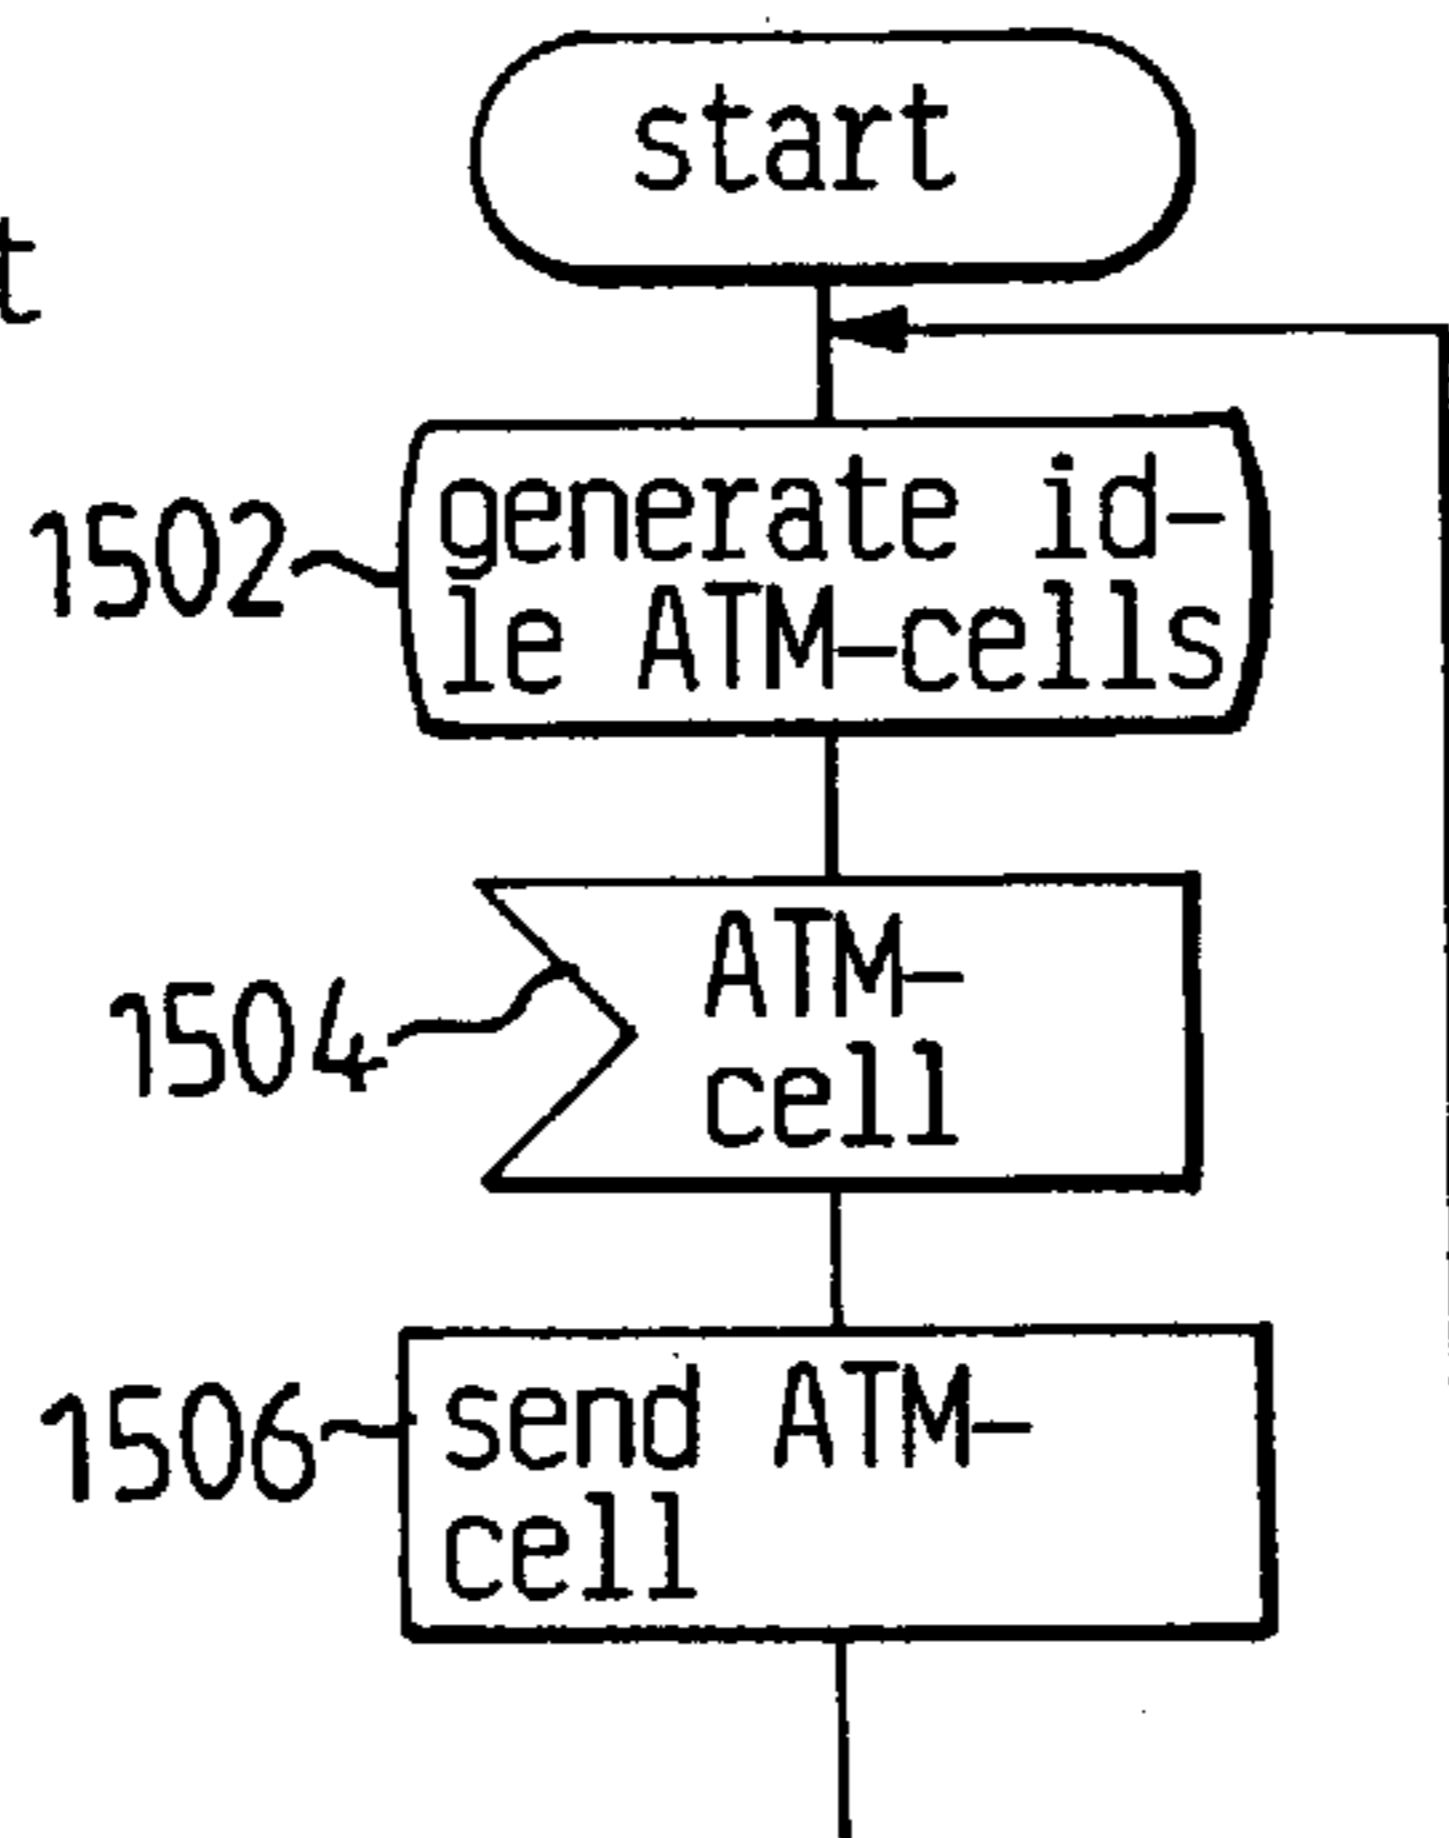 start
t
1502
generate id-
le ATM-cells
1504
ATM-
cell
1506
send ATM-
cell